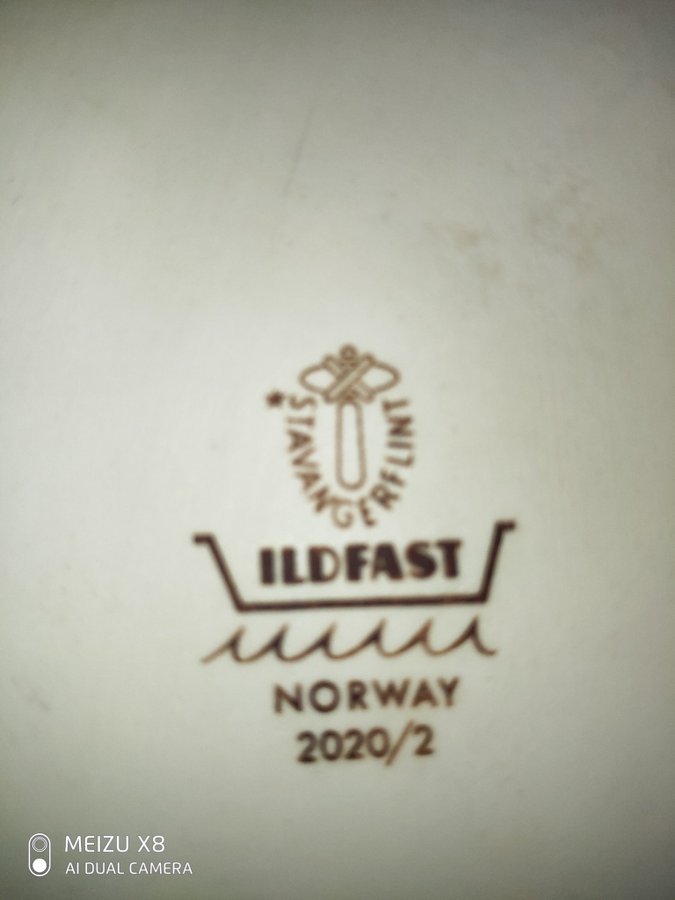 STAVANGERFLINT
ILDFAST
NORWAY
2020/2
MEIZU X8
AI DUAL CAMERA